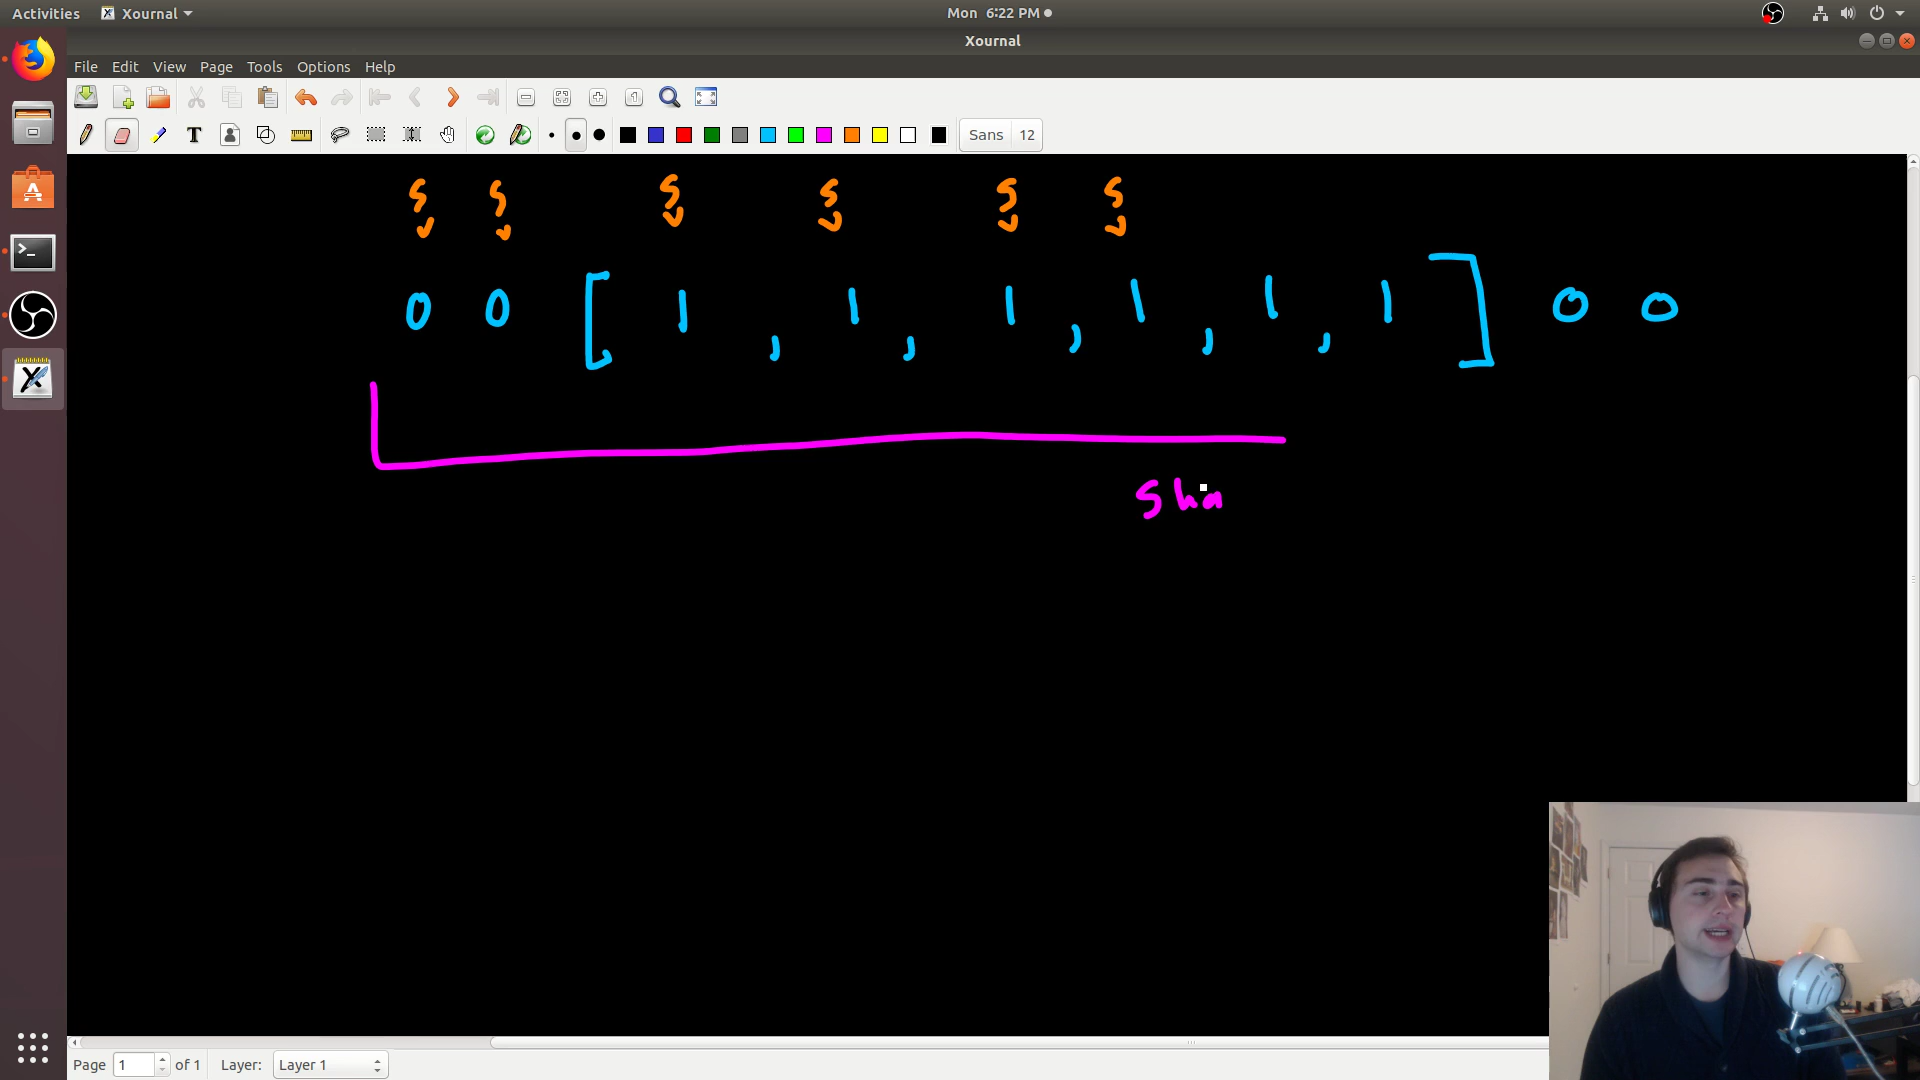 Activities Xournal Mon 6:22 PM
Xournal
File Edit View Page Tools Options Help
T Sans 12
0 0 [ 1 , 1 , 1 , 1 , 1 , 1 ] 0 0
sha
Page 1 of 1 Layer: Layer 1